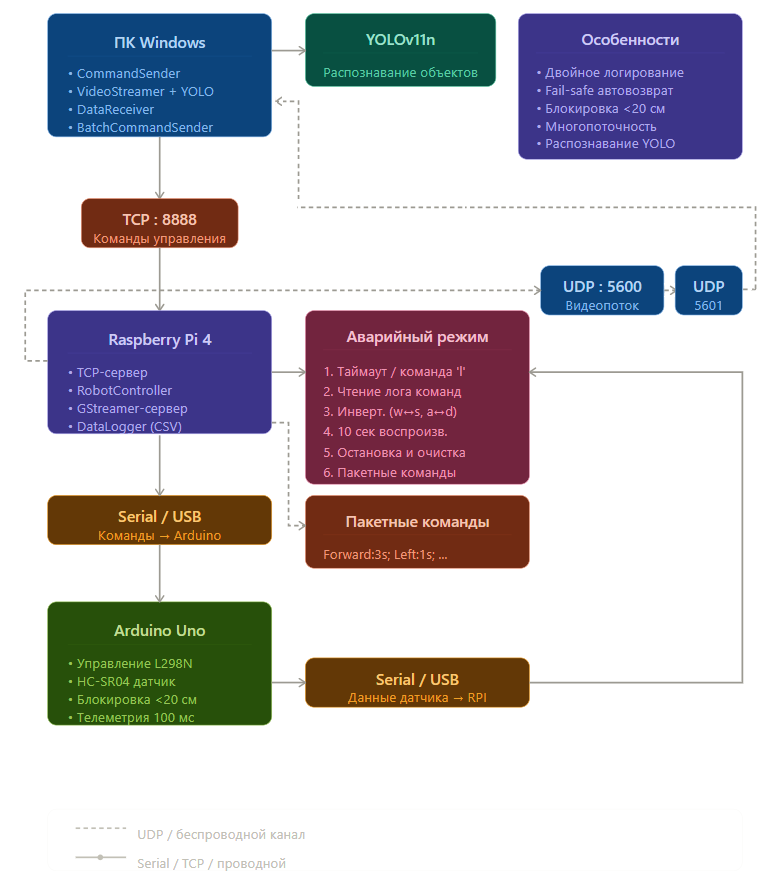 ПК Windows
• CommandSender
• VideoStreamer + YOLO
• DataReceiver
• BatchCommandSender
YOLOv11n
Распознавание объектов
Особенности
• Двойное логирование
• Fail-safe автовозврат
• Блокировка <20 см
• Многопоточность
• Распознавание YOLO
TCP : 8888
Команды управления
UDP : 5600
Видеопоток
UDP
5601
Raspberry Pi 4
• TCP-сервер
• RobotController
• GStreamer-сервер
• DataLogger (CSV)
Аварийный режим
1. Таймаут / команда 'l'
2. Чтение лога команд
3. Инверт. (w↔s, a↔d)
4. 10 сек воспроизв.
5. Остановка и очистка
6. Пакетные команды
Serial / USB
Команды → Arduino
Пакетные команды
Forward:3s; Left:1s; ...
Arduino Uno
• Управление L298N
• HC-SR04 датчик
• Блокировка <20 см
• Телеметрия 100 мс
Serial / USB
Данные датчика → RPI
UDP / беспроводной канал
Serial / TCP / проводной